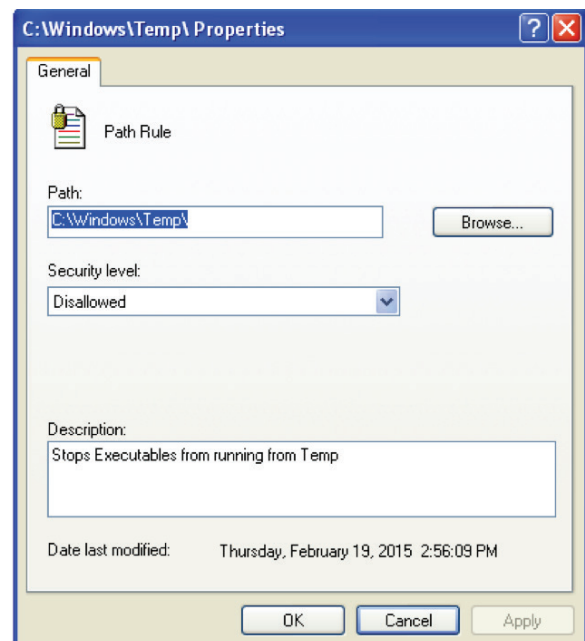 C:\Windows\Temp\ Properties
General
Path Rule
Path:
C:\Windows\Temp\
Browse...
Security level:
Disallowed
Description:
Stops Executables from running from Temp
Date last modified: Thursday, February 19, 2015 2:56:09 PM
OK Cancel Apply